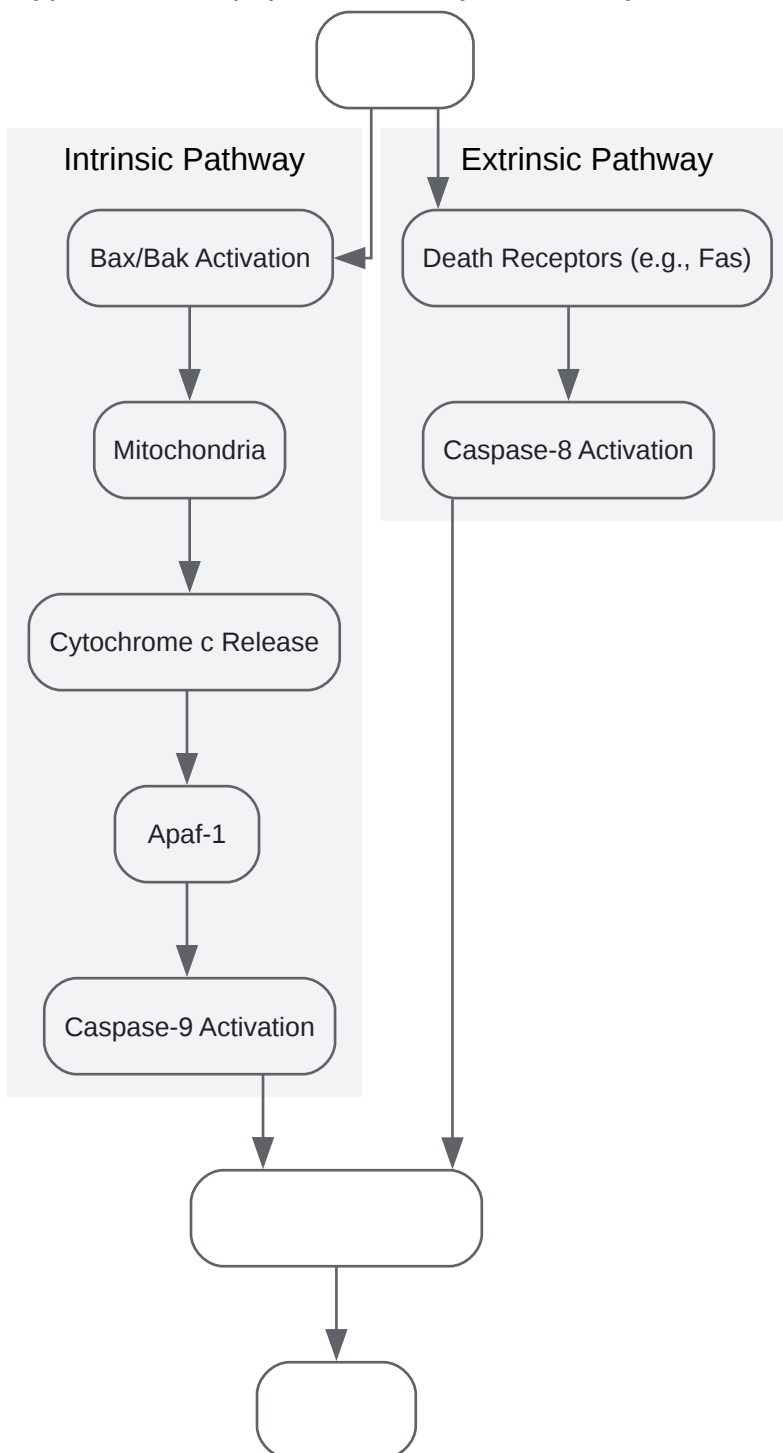 Intrinsic Pathway
Extrinsic Pathway
Bax/Bak Activation
Death Receptors (e.g., Fas)
Mitochondria
Caspase-8 Activation
Cytochrome c Release
Apaf-1
Caspase-9 Activation